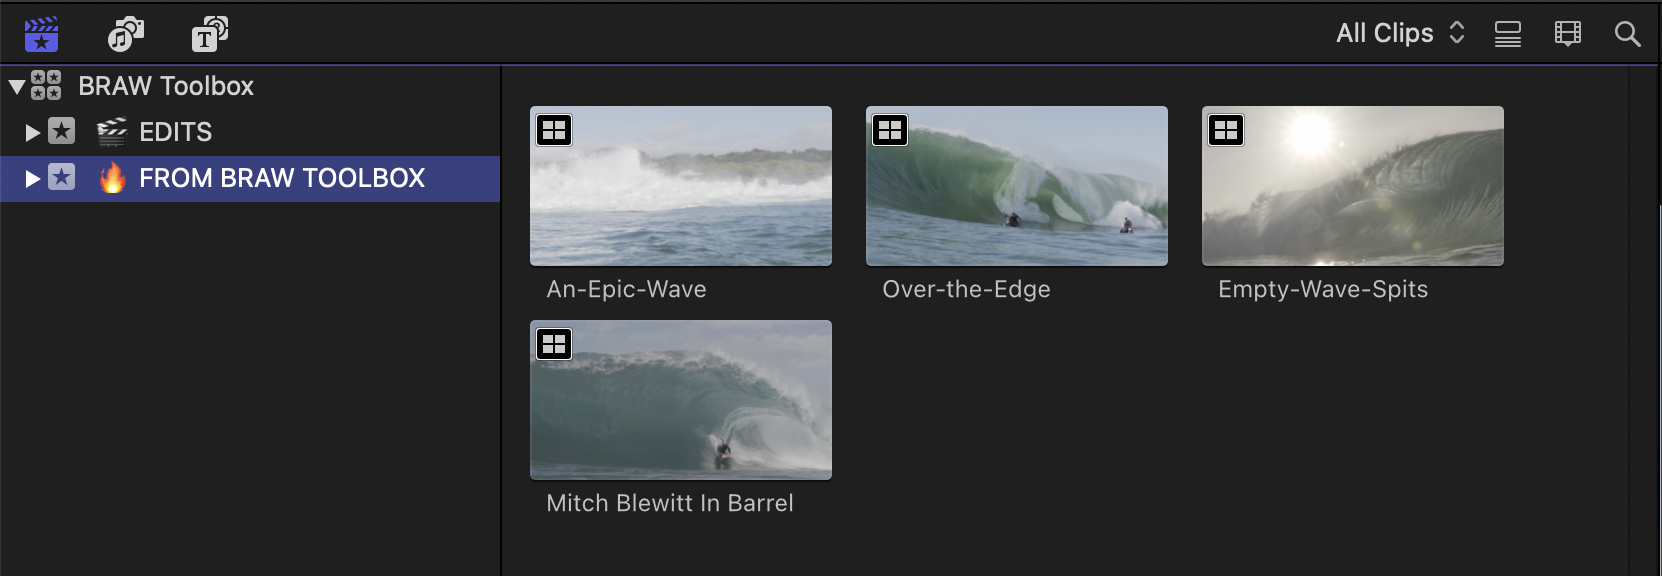 All Clips
BRAW Toolbox
EDITS
FROM BRAW TOOLBOX
An-Epic-Wave
Over-the-Edge
Empty-Wave-Spits
Mitch Blewitt In Barrel